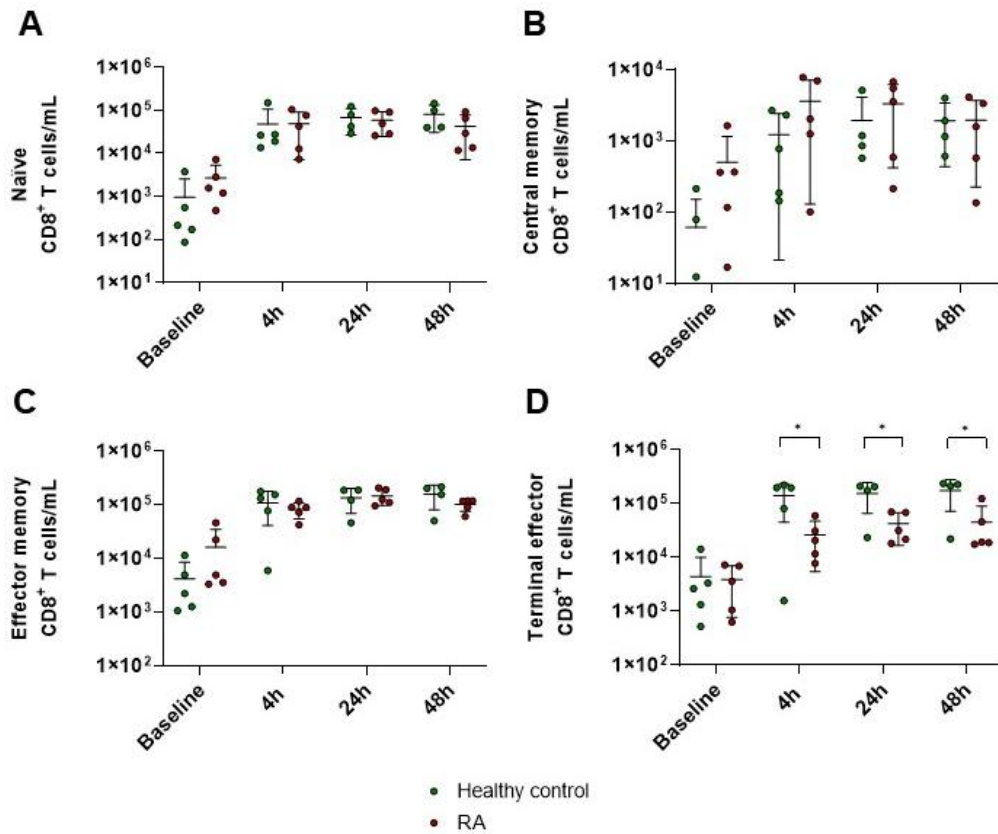 A
1×10⁶
1×10⁵
1×10⁴
1×10³
1×10²
1×10¹
Naïve
CD8⁺ T cells/mL
Baseline
4h
24h
48h
B
1×10⁴
1×10³
1×10²
1×10¹
Central memory
CD8⁺ T cells/mL
Baseline
4h
24h
48h
C
1×10⁶
1×10⁵
1×10⁴
1×10³
1×10²
Effector memory
CD8⁺ T cells/mL
Baseline
4h
24h
48h
D
* * *
1×10⁶
1×10⁵
1×10⁴
1×10³
1×10²
Terminal effector
CD8⁺ T cells/mL
Baseline
4h
24h
48h
Healthy control
RA